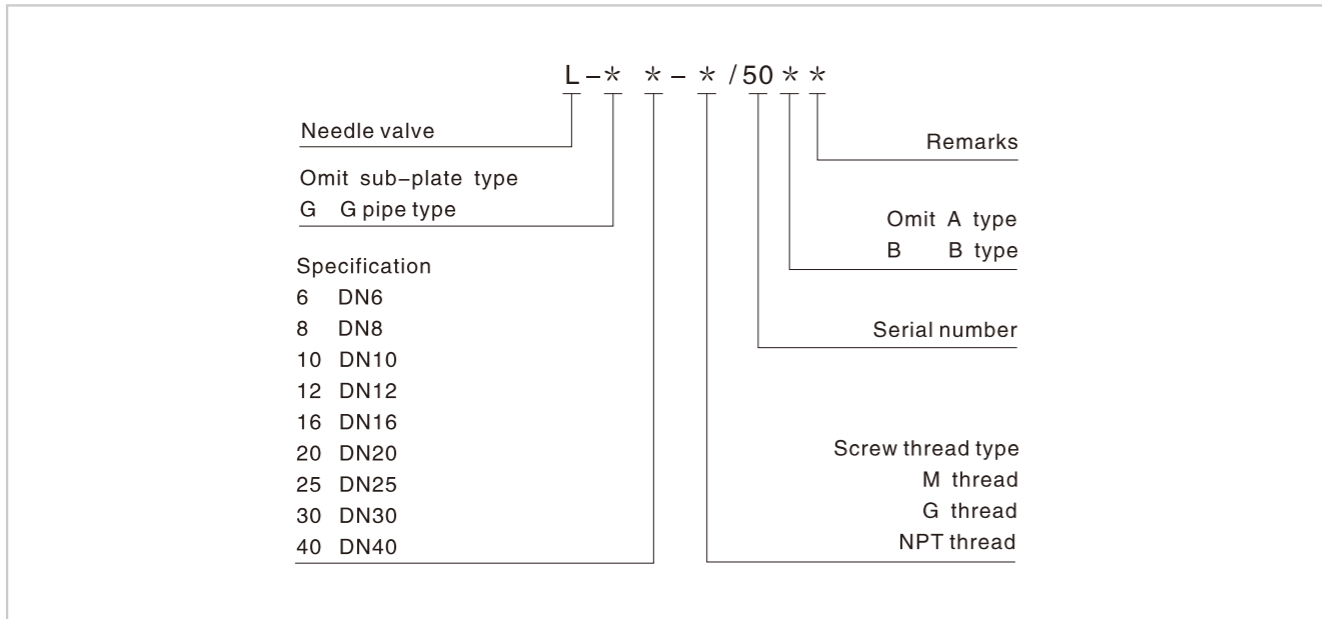 L-* *-*/50**
Needle valve
Omit sub-plate type
G G pipe type
Specification
6 DN6
8 DN8
10 DN10
12 DN12
16 DN16
20 DN20
25 DN25
30 DN30
40 DN40
Remarks
Omit A type
B B type
Serial number
Screw thread type
M thread
G thread
NPT thread